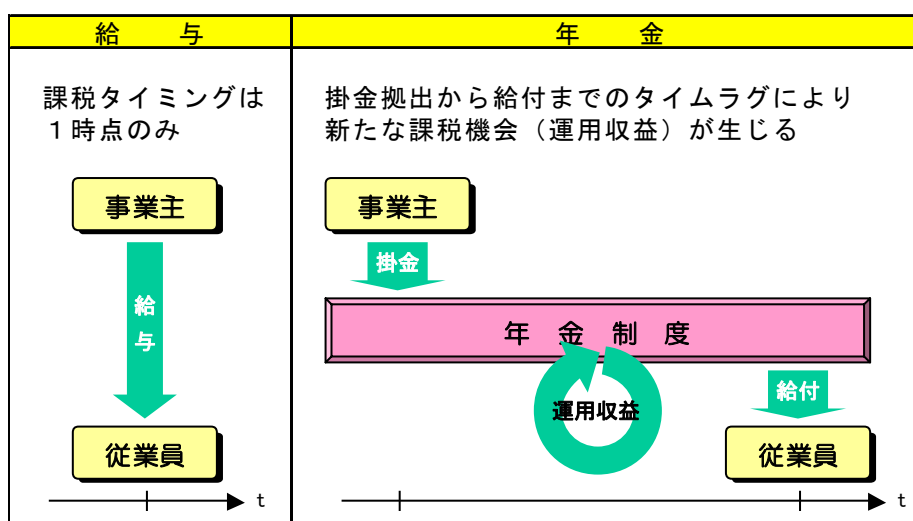 給　与
年　金
課税タイミングは
１時点のみ
掛金拠出から給付までのタイムラグにより
新たな課税機会（運用収益）が生じる
事業主
給
与
従業員
t
事業主
掛金
年 金 制 度
運用収益
給付
従業員
t